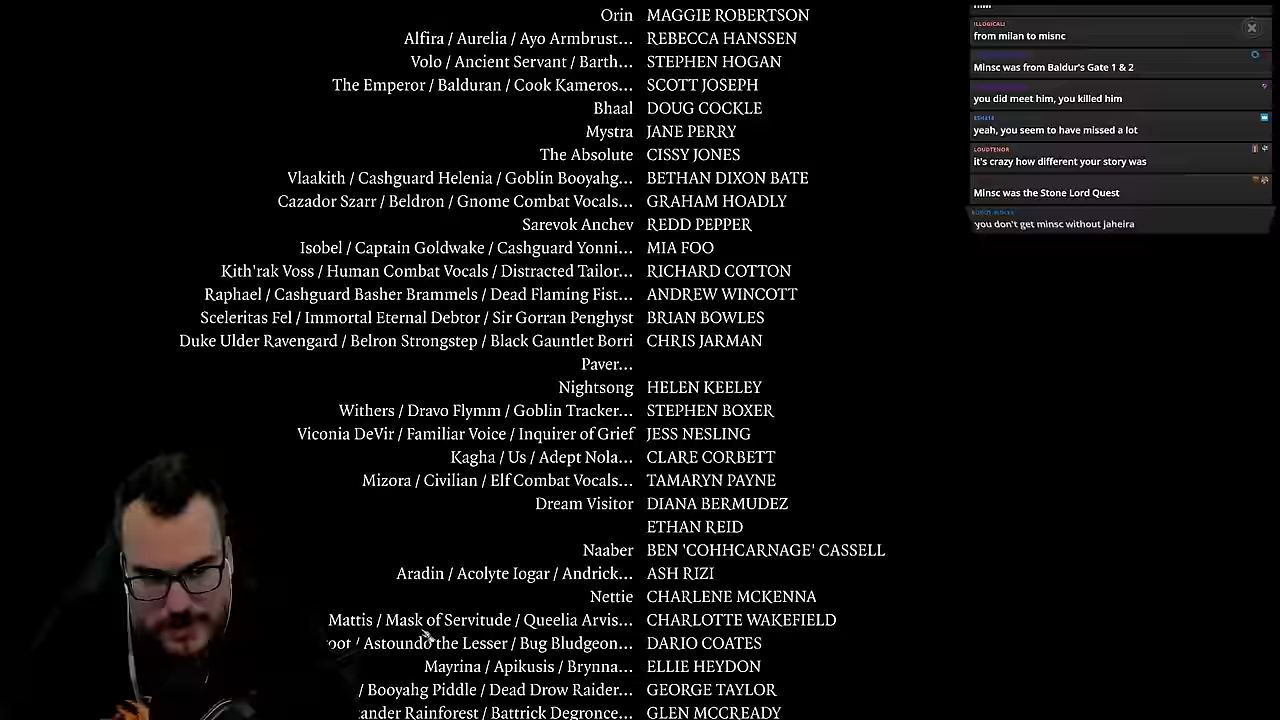 Orin MAGGIE ROBERTSON
Alfira / Aurelia / Ayo Armbrust... REBECCA HANSSEN
Volo / Ancient Servant / Barth... STEPHEN HOGAN
The Emperor / Balduran / Cook Kameros... SCOTT JOSEPH
Bhaal DOUG COCKLE
Mystra JANE PERRY
The Absolute CISSY JONES
Vlaakith / Cashguard Helenia / Goblin Booyahg... BETHAN DIXON BATE
Cazador Szarr / Beldron / Gnome Combat Vocals... GRAHAM HOADLY
Sarevok Anchev REDD PEPPER
Isobel / Captain Goldwake / Cashguard Yonni... MIA FOO
Kith'rak Voss / Human Combat Vocals / Distracted Tailor... RICHARD COTTON
Raphael / Cashguard Basher Brammels / Dead Flaming Fist... ANDREW WINCOTT
Sceleritas Fel / Immortal Eternal Debtor / Sir Gorran Penghyst BRIAN BOWLES
Duke Ulder Ravengard / Belron Strongstep / Black Gauntlet Borri CHRIS JARMAN
Paver...
Nightsong HELEN KEELEY
Withers / Dravo Flymm / Goblin Tracker... STEPHEN BOXER
Viconia DeVir / Familiar Voice / Inquirer of Grief JESS NESLING
Kagha / Us / Adept Nola... CLARE CORBETT
Mizora / Civilian / Elf Combat Vocals... TAMARYN PAYNE
Dream Visitor DIANA BERMUDEZ
ETHAN REID
Naaber BEN 'COHHCARNAGE' CASSELL
Aradin / Acolyte Iogar / Andrick... ASH RIZI
Nettie CHARLENE MCKENNA
Mattis / Mask of Servitude / Queelia Arvis... CHARLOTTE WAKEFIELD
/ Astoundo the Lesser / Bug Bludgeon... DARIO COATES
Mayrina / Apikusis / Brynna... ELLIE HEYDON
/ Booyahg Piddle / Dead Drow Raider... GEORGE TAYLOR
Rainforest / Battrick Degronce... GLEN MCCREADY
ILLOGICAL1
from milan to misnc
Minsc was from Baldur's Gate 1 & 2
you did meet him, you killed him
yeah, you seem to have missed a lot
LOUDTENOR
it's crazy how different your story was
Minsc was the Stone Lord Quest
you don't get minsc without jaheira